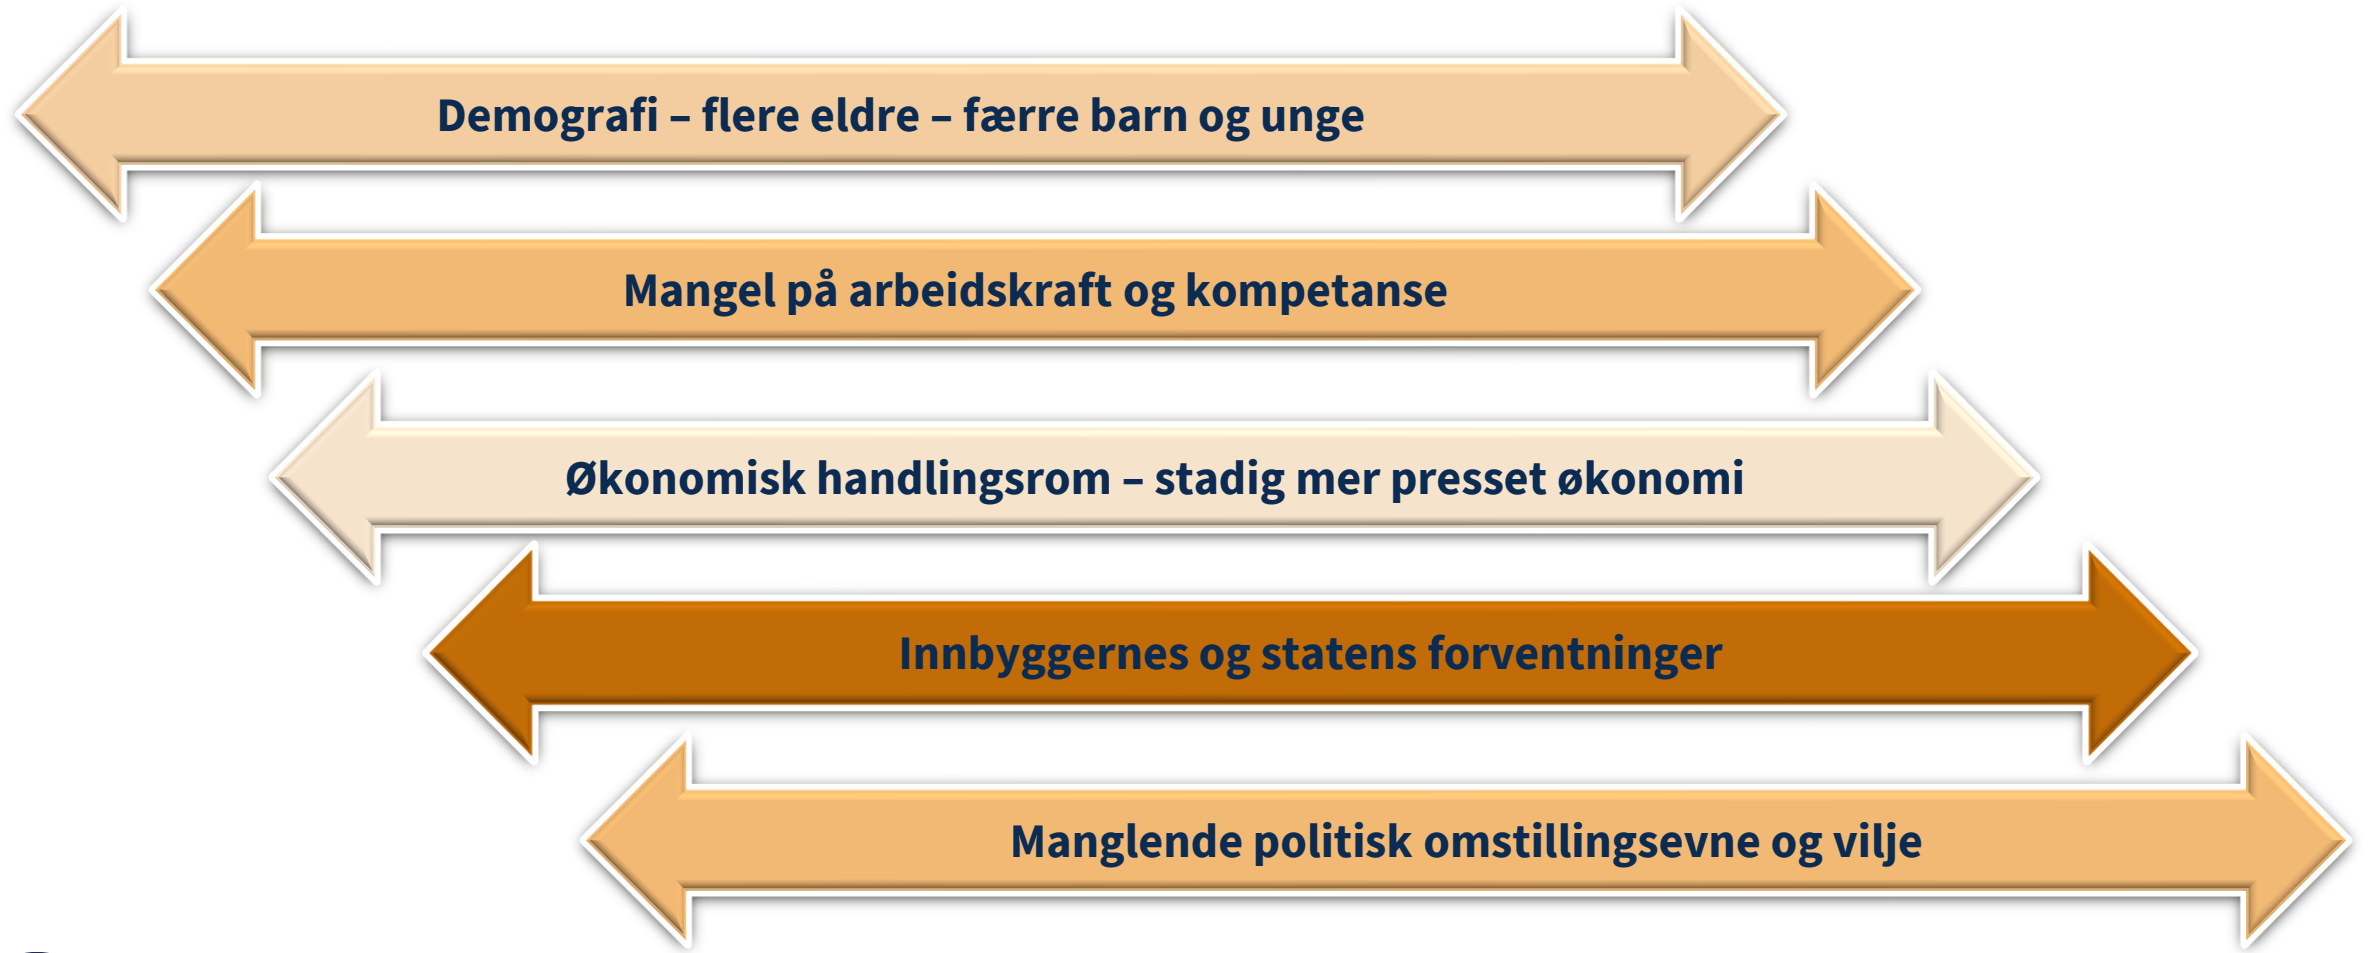 Demografi – flere eldre – færre barn og unge
Mangel på arbeidskraft og kompetanse
Økonomisk handlingsrom – stadig mer presset økonomi
Innbyggernes og statens forventninger
Manglende politisk omstillingsevne og vilje